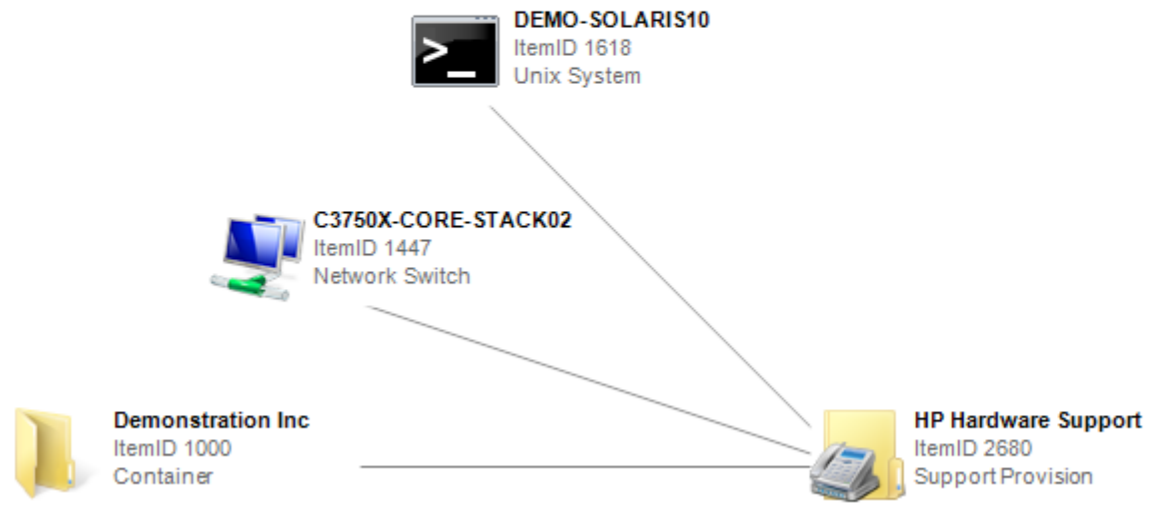 DEMO-SOLARIS10
ItemID 1618
Unix System
C3750X-CORE-STACK02
ItemID 1447
Network Switch
Demonstration Inc
ItemID 1000
Container
HP Hardware Support
ItemID 2680
Support Provision